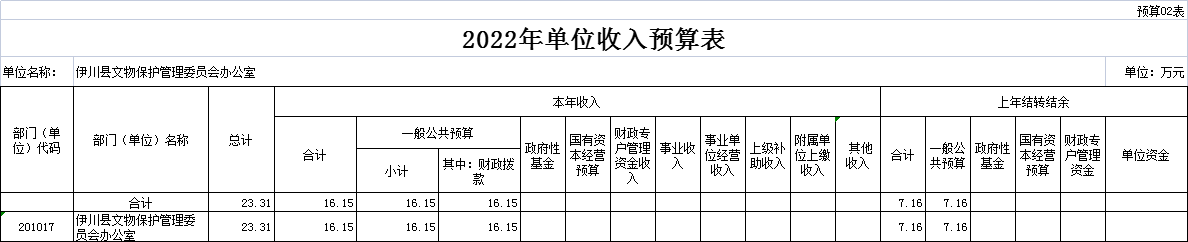 预算02表
2022年单位收入预算表
单位名称： 伊川县文物保护管理委员会办公室 单位：万元
部门（单位）代码 部门（单位）名称 总计 本年收入 上年结转结余
合计 一般公共预算 政府性基金 国有资本经营预算 财政专户管理资金收入 事业收入 事业单位经营收入 上级补助收入 附属单位上缴收入 其他收入 合计 一般公共预算 政府性基金 国有资本经营预算 财政专户管理资金 单位资金
小计 其中：财政拨款
合计 23.31 16.15 16.15 16.15 7.16 7.16
201017 伊川县文物保护管理委员会办公室 23.31 16.15 16.15 16.15 7.16 7.16